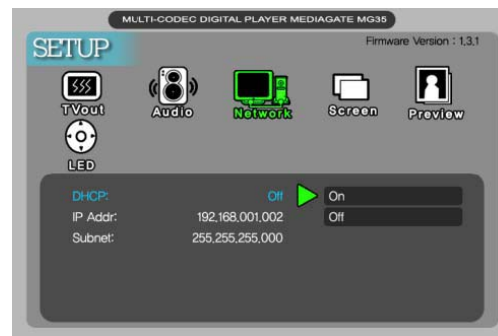 MULTI-CODEC DIGITAL PLAYER MEDIAGATE MG35
SETUP
Firmware Version : 1,3,1
TVout Audio Network Screen Preview
LED
DHCP: Off On
IP Addr: 192,168,001,002 Off
Subnet: 255,255,255,000